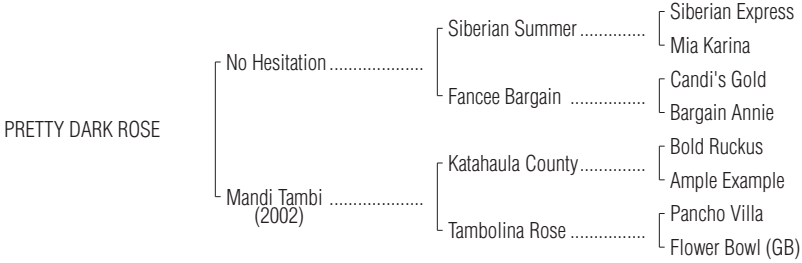 Siberian Express
Siberian Summer ..............
Mia Karina
No Hesitation ....................
Candi's Gold
Fancee Bargain ................
Bargain Annie
PRETTY DARK ROSE
Bold Ruckus
Katahaula County ..............
Ample Example
Mandi Tambi ....................
(2002)
Pancho Villa
Tambolina Rose ................
Flower Bowl (GB)